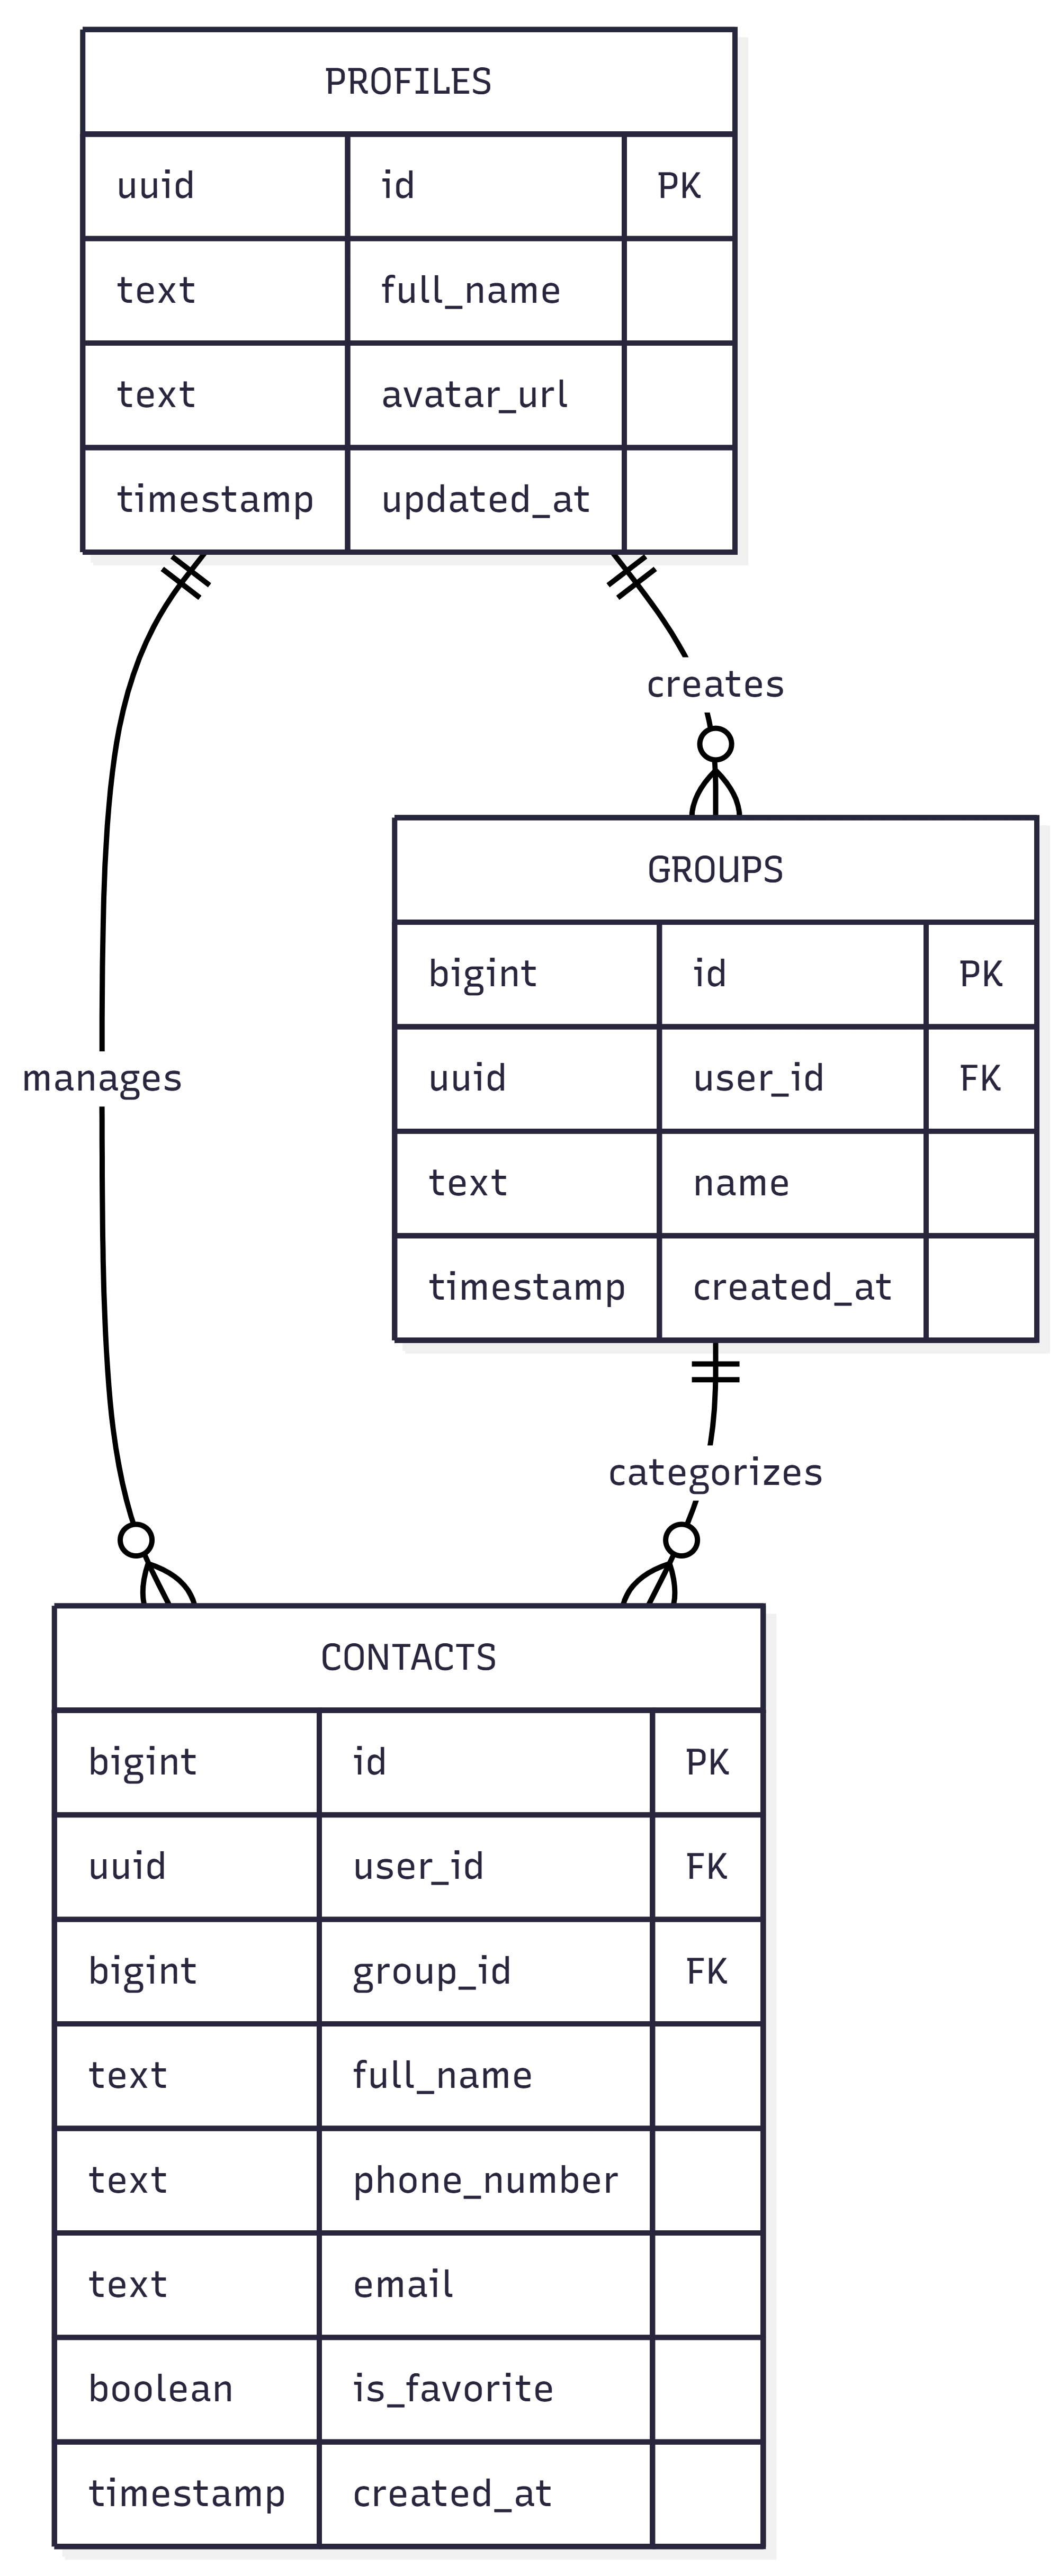 PROFILES
uuid id PK
text full_name
text avatar_url
timestamp updated_at
creates
GROUPS
bigint id PK
uuid user_id FK
text name
timestamp created_at
manages
categorizes
CONTACTS
bigint id PK
uuid user_id FK
bigint group_id FK
text full_name
text phone_number
text email
boolean is_favorite
timestamp created_at